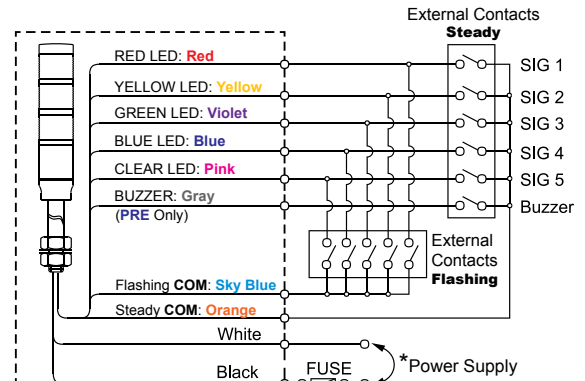 External Contacts
Steady
RED LED: Red
SIG 1
YELLOW LED: Yellow
SIG 2
GREEN LED: Violet
SIG 3
BLUE LED: Blue
SIG 4
CLEAR LED: Pink
SIG 5
BUZZER: Gray
Buzzer
(PRE Only)
External
Contacts
Flashing
Flashing COM: Sky Blue
Steady COM: Orange
White
Black
FUSE
*Power Supply